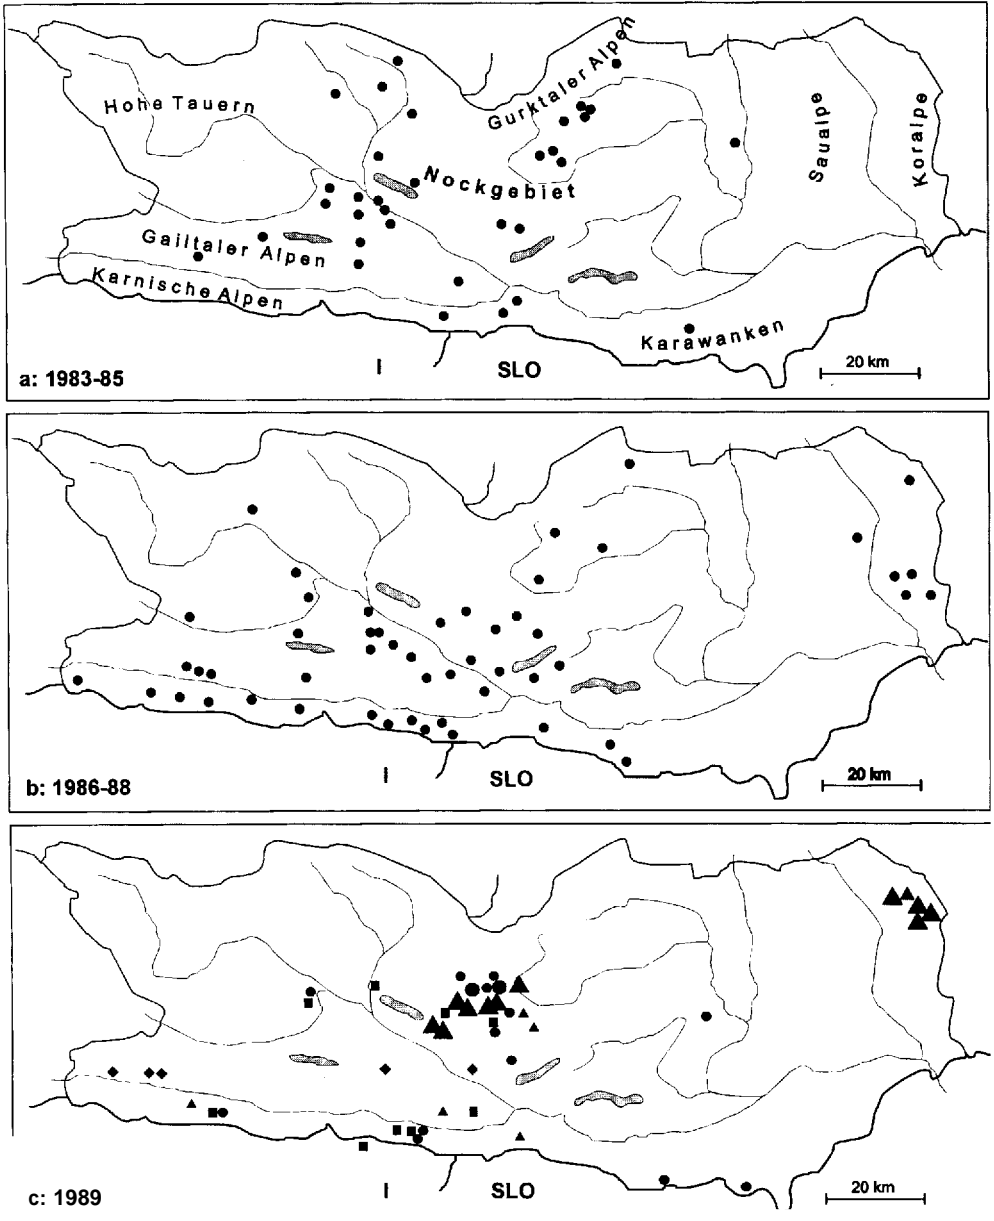 Gurktaler Alpen
Hohe Tauern
Saualpe
Koralpe
Nockgebiet
Gailtaler Alpen
Karnische Alpen
Karawanken
I
SLO
20 km
a: 1983-85
I
SLO
20 km
b: 1986-88
I
SLO
20 km
c: 1989